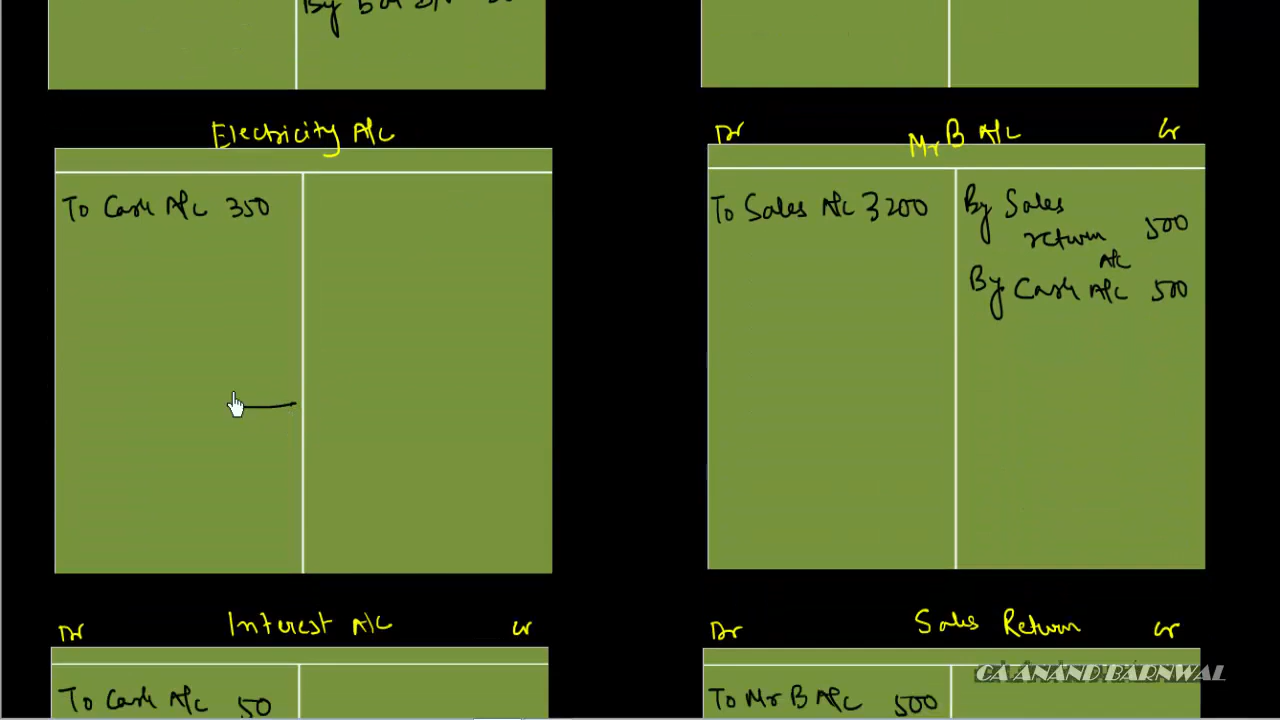 Electricity A/c
To Cash A/c 350
Dr Mr B A/c Cr
To Sales A/c 3200
By Sales
return 500
A/c
By Cash A/c 500
Dr Interest A/c Cr
To Cash A/c 50
Dr Sales Return Cr
To Mr B A/c 500
CA ANAND BARNWAL